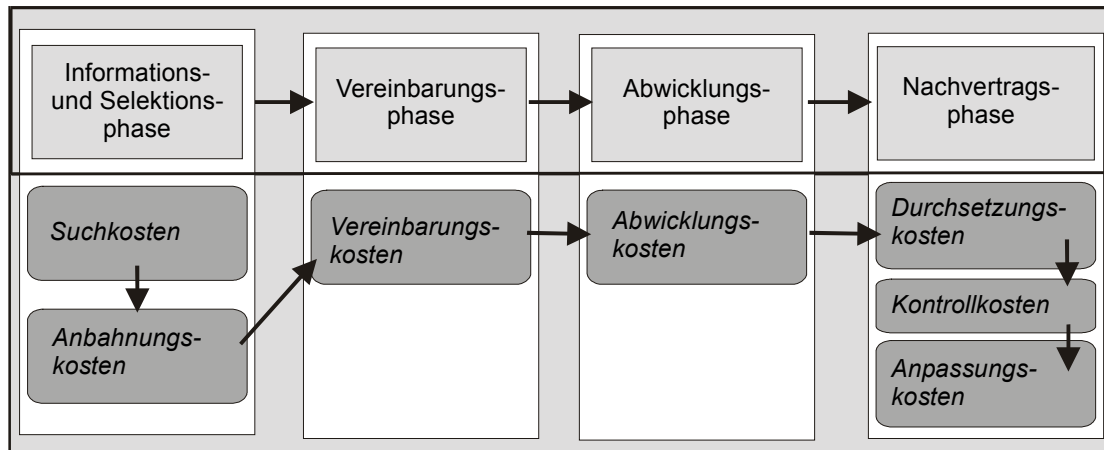 Informations-
und Selektions-
phase
Vereinbarungs-
phase
Abwicklungs-
phase
Nachvertrags-
phase
Suchkosten
Anbahnungs-
kosten
Vereinbarungs-
kosten
Abwicklungs-
kosten
Durchsetzungs-
kosten
Kontrollkosten
Anpassungs-
kosten